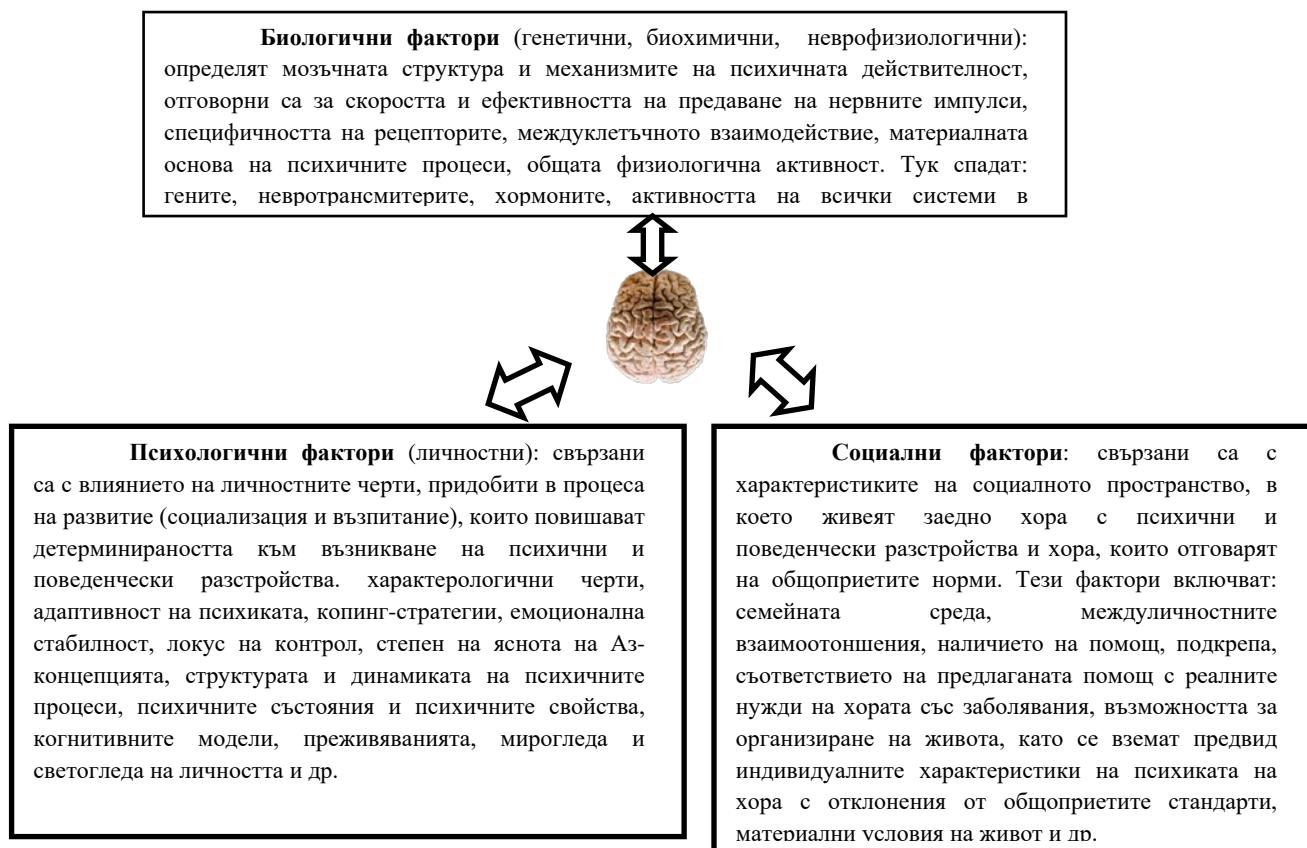 Биологични фактори (генетични, биохимични, неврофизиологични):
определят мозъчната структура и механизмите на психичната действителност,
отговорни са за скоростта и ефективността на предаване на нервните импулси,
специфичността на рецепторите, междуклетъчното взаимодействие, материалната
основа на психичните процеси, общата физиологична активност. Тук спадат:
гените, невротрансмитерите, хормоните, активността на всички системи в
Психологични фактори (личностни): свързани
са с влиянието на личностните черти, придобити в процеса
на развитие (социализация и възпитание), които повишават
детерминираността към възникване на психични и
поведенчески разстройства. характерологични черти,
адаптивност на психиката, копинг-стратегии, емоционална
стабилност, локус на контрол, степен на яснота на Аз-
концепцията, структурата и динамиката на психичните
процеси, психичните състояния и психичните свойства,
когнитивните модели, преживяванията, мирогледа и
светогледа на личността и др.
Социални фактори: свързани са с
характеристиките на социалното пространство, в
което живеят заедно хора с психични и
поведенчески разстройства и хора, които отговарят
на общоприетите норми. Тези фактори включват:
семейната среда, междуличностните
взаимоотоншения, наличието на помощ, подкрепа,
съответствието на предлаганата помощ с реалните
нужди на хората със заболявания, възможността за
организиране на живота, като се вземат предвид
индивидуалните характеристики на психиката на
хора с отклонения от общоприетите стандарти,
материални условия на живот и др.